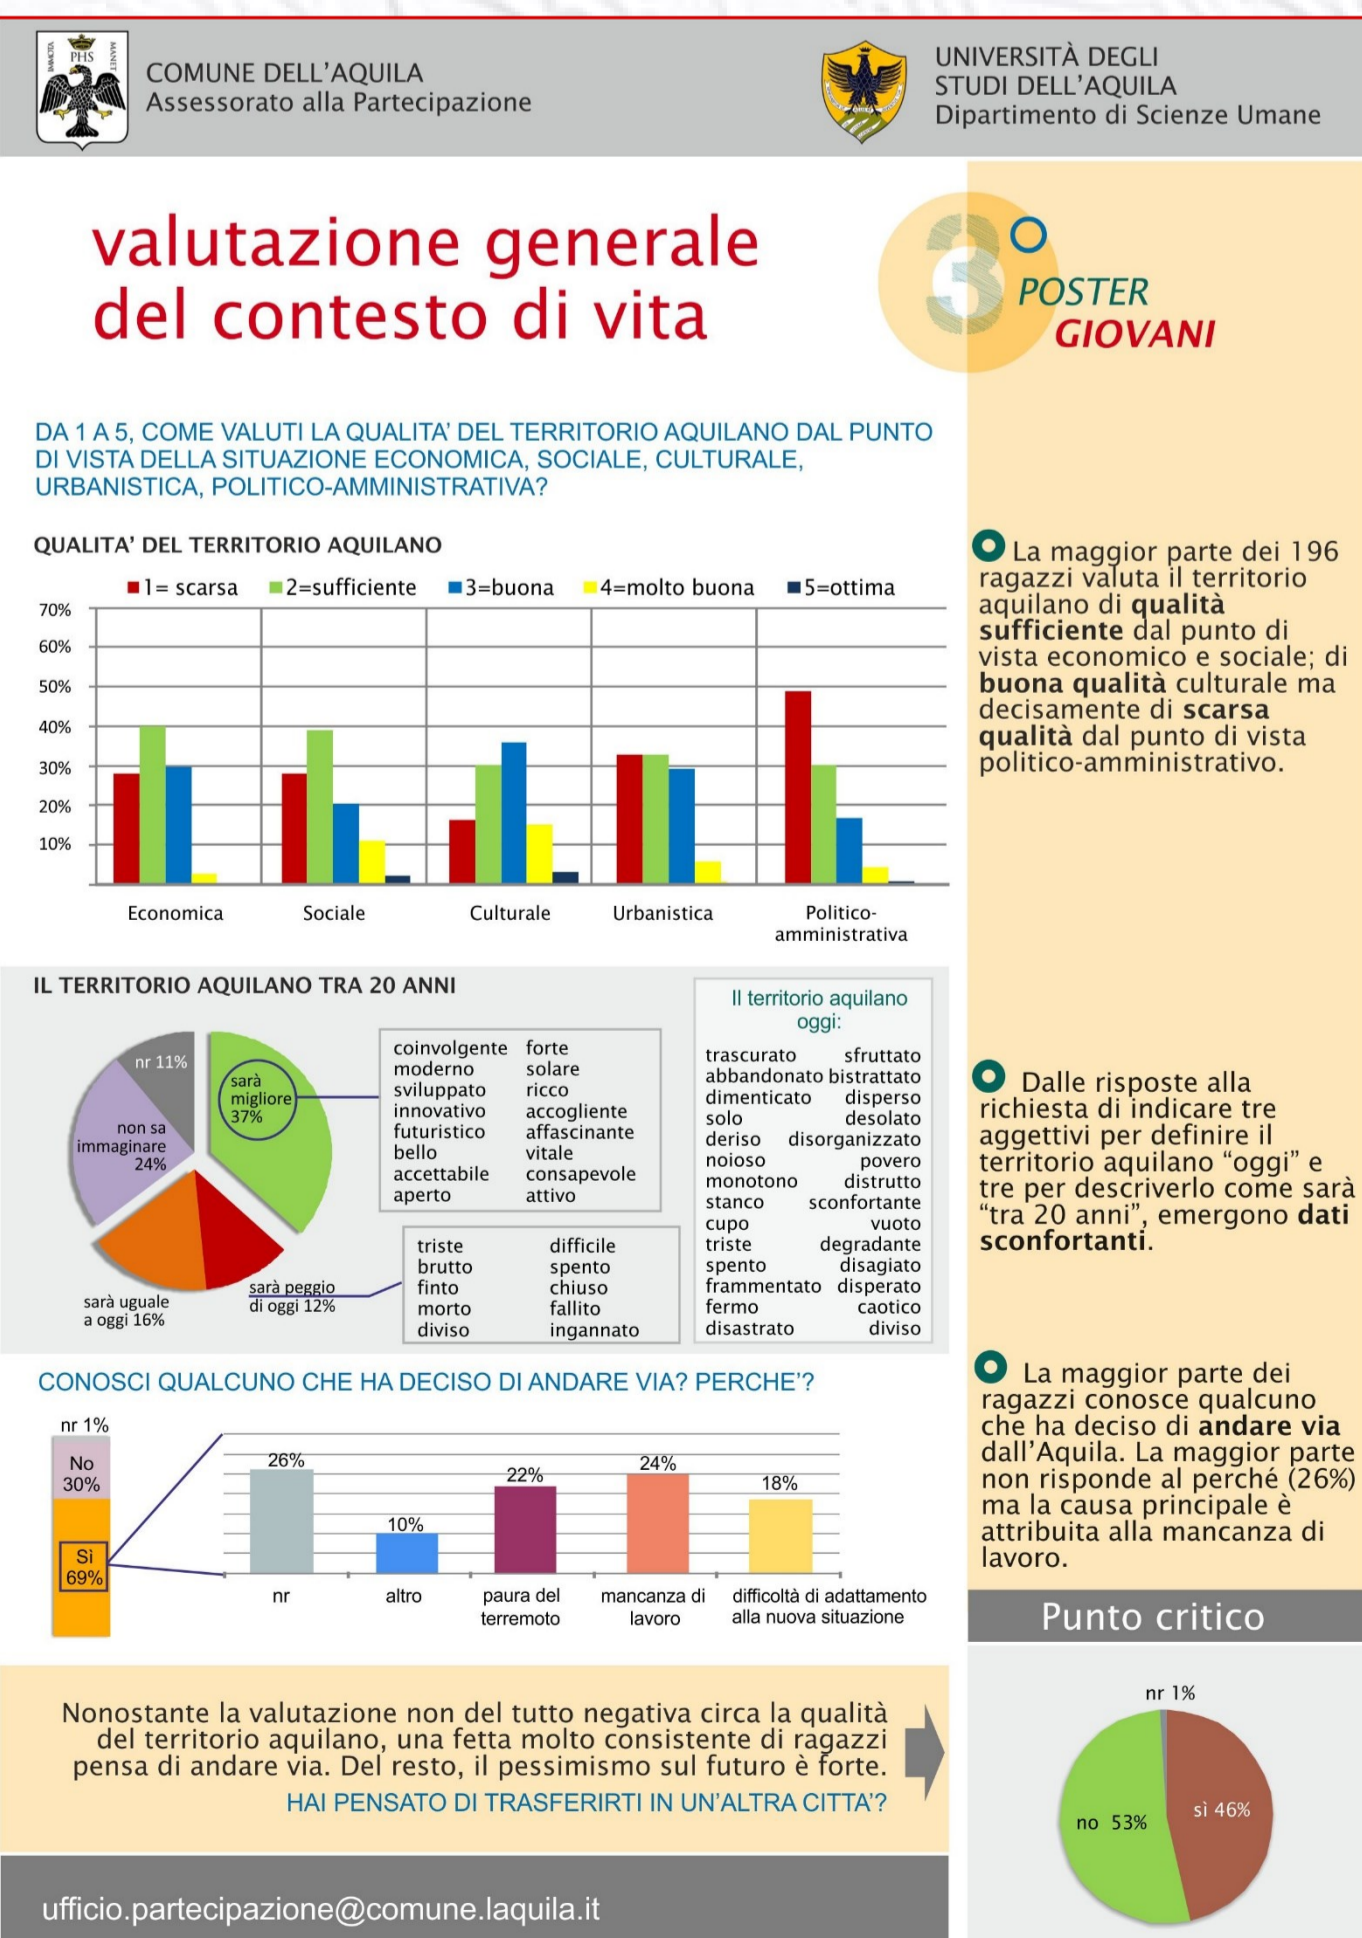 IMMOTA
PHS
MANET
COMUNE DELL'AQUILA
Assessorato alla Partecipazione
UNIVERSITÀ DEGLI
STUDI DELL'AQUILA
Dipartimento di Scienze Umane
valutazione generale
del contesto di vita
3°
POSTER
GIOVANI
DA 1 A 5, COME VALUTI LA QUALITA' DEL TERRITORIO AQUILANO DAL PUNTO
DI VISTA DELLA SITUAZIONE ECONOMICA, SOCIALE, CULTURALE,
URBANISTICA, POLITICO-AMMINISTRATIVA?
QUALITA' DEL TERRITORIO AQUILANO
1= scarsa 2=sufficiente 3=buona 4=molto buona 5=ottima
70%
60%
50%
40%
30%
20%
10%
Economica Sociale Culturale Urbanistica Politico-
amministrativa
La maggior parte dei 196
ragazzi valuta il territorio
aquilano di qualità
sufficiente dal punto di
vista economico e sociale; di
buona qualità culturale ma
decisamente di scarsa
qualità dal punto di vista
politico-amministrativo.
IL TERRITORIO AQUILANO TRA 20 ANNI
nr 11%
sarà
migliore
37%
non sa
immaginare
24%
sarà uguale
a oggi 16%
sarà peggio
di oggi 12%
coinvolgente forte
moderno solare
sviluppato ricco
innovativo accogliente
futuristico affascinante
bello vitale
accettabile consapevole
aperto attivo
triste difficile
brutto spento
finto chiuso
morto fallito
diviso ingannato
Il territorio aquilano
oggi:
trascurato sfruttato
abbandonato bistrattato
dimenticato disperso
solo desolato
deriso disorganizzato
noioso povero
monotono distrutto
stanco sconfortante
cupo vuoto
triste degradante
spento disagiato
frammentato disperato
fermo caotico
disastrato diviso
Dalle risposte alla
richiesta di indicare tre
aggettivi per definire il
territorio aquilano "oggi" e
tre per descriverlo come sarà
"tra 20 anni", emergono dati
sconfortanti.
CONOSCI QUALCUNO CHE HA DECISO DI ANDARE VIA? PERCHE'?
nr 1%
No
30%
Sì
69%
26%
10%
22%
24%
18%
nr altro paura del mancanza di difficoltà di adattamento
terremoto lavoro alla nuova situazione
La maggior parte dei
ragazzi conosce qualcuno
che ha deciso di andare via
dall'Aquila. La maggior parte
non risponde al perché (26%)
ma la causa principale è
attribuita alla mancanza di
lavoro.
Punto critico
Nonostante la valutazione non del tutto negativa circa la qualità
del territorio aquilano, una fetta molto consistente di ragazzi
pensa di andare via. Del resto, il pessimismo sul futuro è forte.
HAI PENSATO DI TRASFERIRTI IN UN'ALTRA CITTA'?
nr 1%
no 53%
sì 46%
ufficio.partecipazione@comune.laquila.it